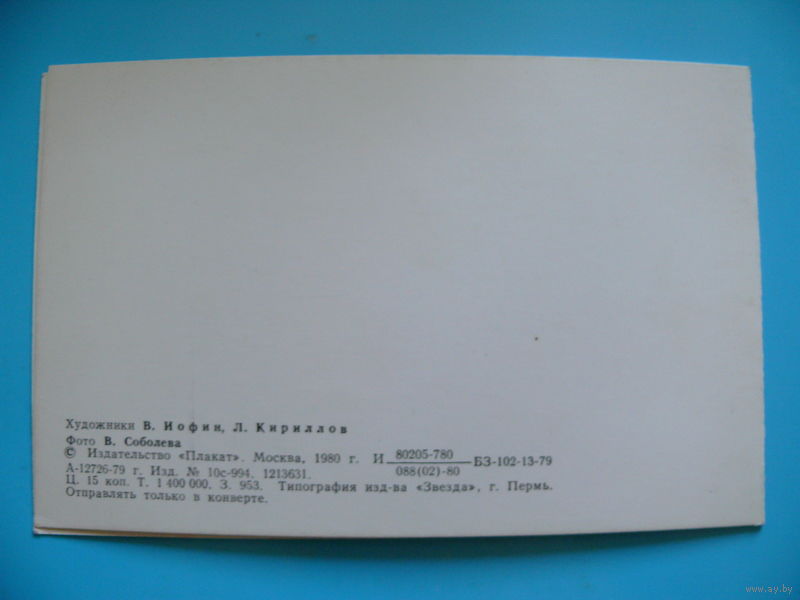 Художники В. Иофин, Л. Кириллов
Фото В. Соболева
© Издательство «Плакат». Москва, 1980 г. И 80205-780 БЗ-102-13-79
088(02)-80
А-12726-79 г. Изд. № 10с-994. 1213631.
Ц. 15 коп. Т. 1 400 000. З. 953. Типография изд-ва «Звезда», г. Пермь.
Отправлять только в конверте.
www.ay.by